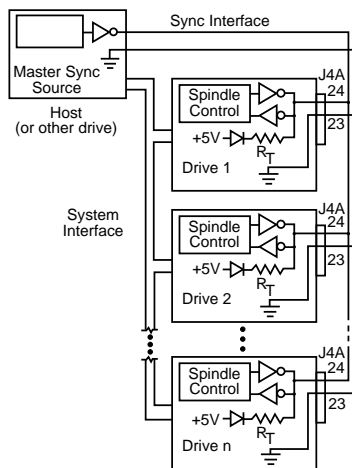 Sync Interface
Master Sync
Source
Host
(or other drive)
System
Interface
J4A
24
23
Spindle
Control
+5V
RT
Drive 1
J4A
24
23
Spindle
Control
+5V
RT
Drive 2
J4A
24
23
Spindle
Control
+5V
RT
Drive n